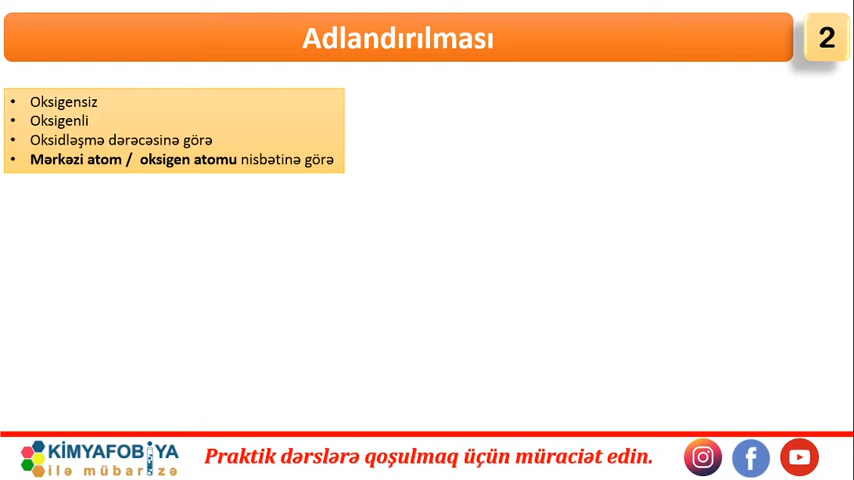 Adlandırılması
2
• Oksigensiz
• Oksigenli
• Oksidləşmə dərəcəsinə görə
• Mərkəzi atom / oksigen atomu nisbətinə görə
KİMYAFOBİYA
ilə mübarizə
Praktik dərslərə qoşulmaq üçün müraciət edin.